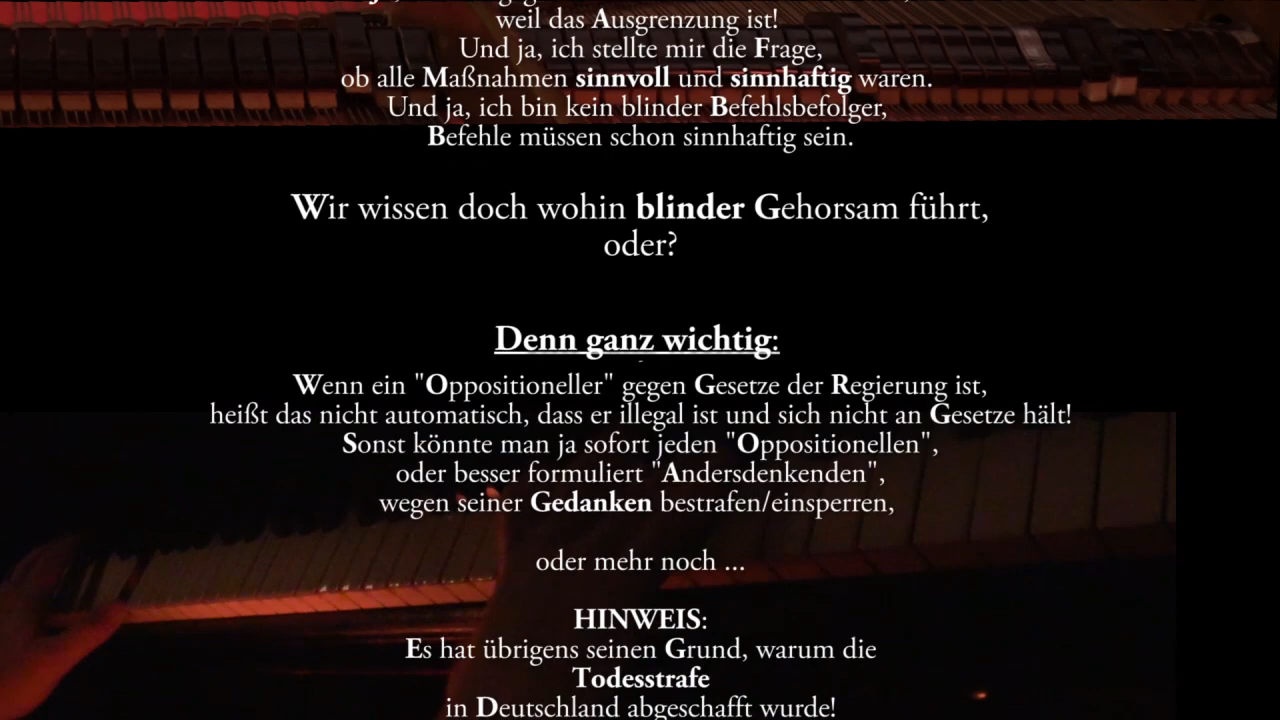 weil das Ausgrenzung ist!
Und ja, ich stellte mir die Frage,
ob alle Maßnahmen sinnvoll und sinnhaftig waren.
Und ja, ich bin kein blinder Befehlsbefolger,
Befehle müssen schon sinnhaftig sein.
Wir wissen doch wohin blinder Gehorsam führt,
oder?
Denn ganz wichtig:
Wenn ein "Oppositioneller" gegen Gesetze der Regierung ist,
heißt das nicht automatisch, dass er illegal ist und sich nicht an Gesetze hält!
Sonst könnte man ja sofort jeden "Oppositionellen",
oder besser formuliert "Andersdenkenden",
wegen seiner Gedanken bestrafen/einsperren,
oder mehr noch ...
HINWEIS:
Es hat übrigens seinen Grund, warum die
Todesstrafe
in Deutschland abgeschafft wurde!